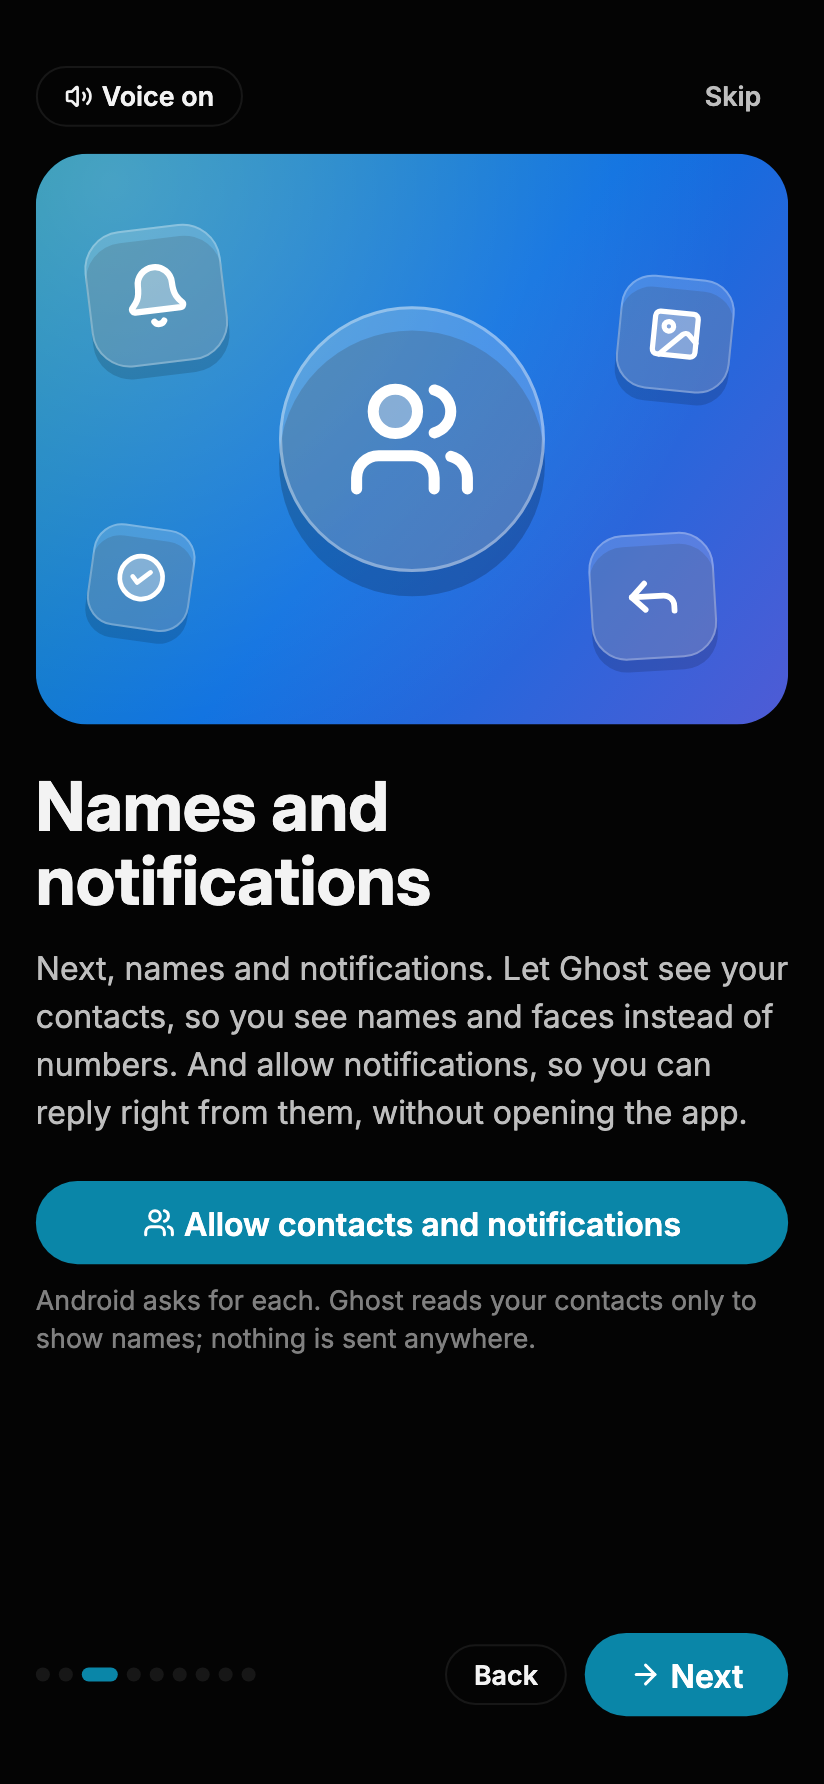 Voice on
Skip
Names and
notifications
Next, names and notifications. Let Ghost see your
contacts, so you see names and faces instead of
numbers. And allow notifications, so you can
reply right from them, without opening the app.
Allow contacts and notifications
Android asks for each. Ghost reads your contacts only to
show names; nothing is sent anywhere.
Back
Next